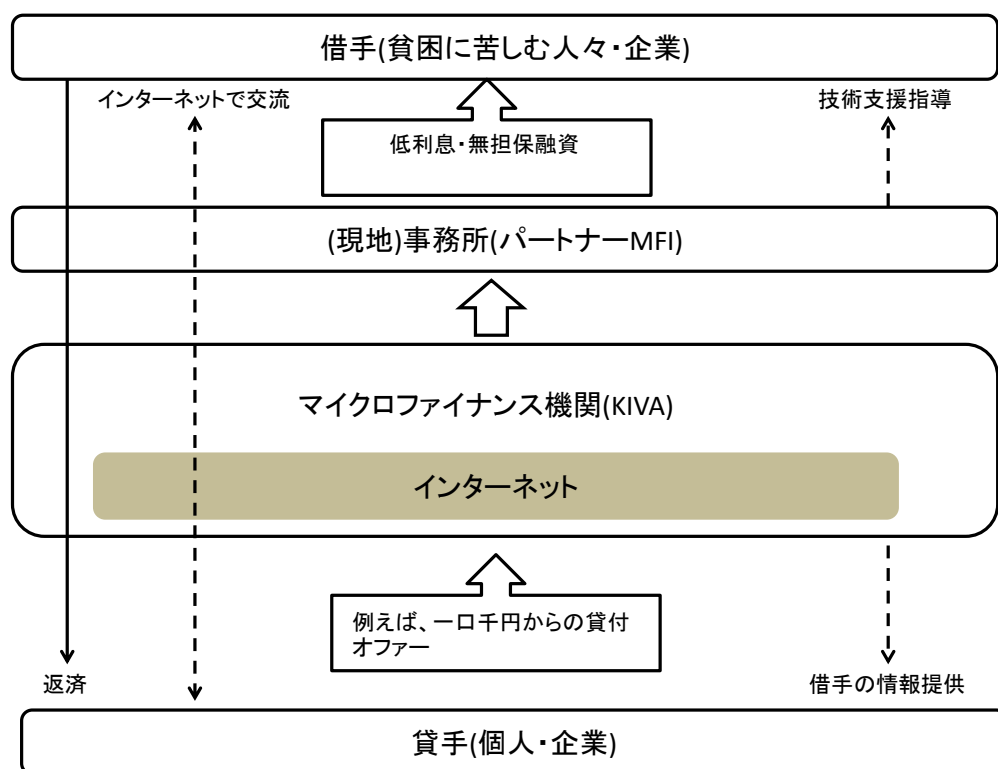 借手(貧困に苦しむ人々・企業)
インターネットで交流
技術支援指導
低利息・無担保融資
(現地)事務所(パートナーMFI)
マイクロファイナンス機関(KIVA)
インターネット
例えば、一口千円からの貸付
オファー
返済
借手の情報提供
貸手(個人・企業)